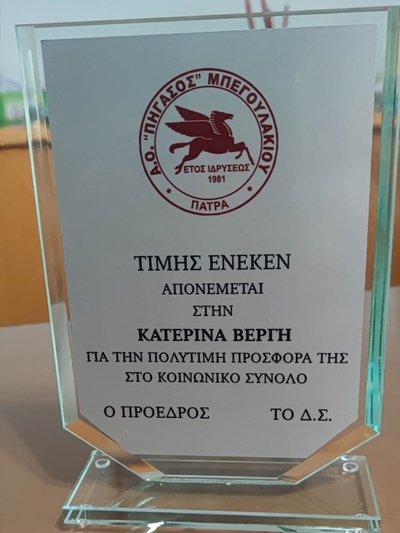 Α.Ο. "ΠΗΓΑΣΟΣ" ΜΠΕΓΟΥΛΑΚΙΟΥ
ΕΤΟΣ ΙΔΡΥΣΕΩΣ
1981
· ΠΑΤΡΑ ·
ΤΙΜΗΣ ΕΝΕΚΕΝ
ΑΠΟΝΕΜΕΤΑΙ
ΣΤΗΝ
ΚΑΤΕΡΙΝΑ ΒΕΡΓΗ
ΓΙΑ ΤΗΝ ΠΟΛΥΤΙΜΗ ΠΡΟΣΦΟΡΑ ΤΗΣ
ΣΤΟ ΚΟΙΝΩΝΙΚΟ ΣΥΝΟΛΟ
Ο ΠΡΟΕΔΡΟΣ ΤΟ Δ.Σ.